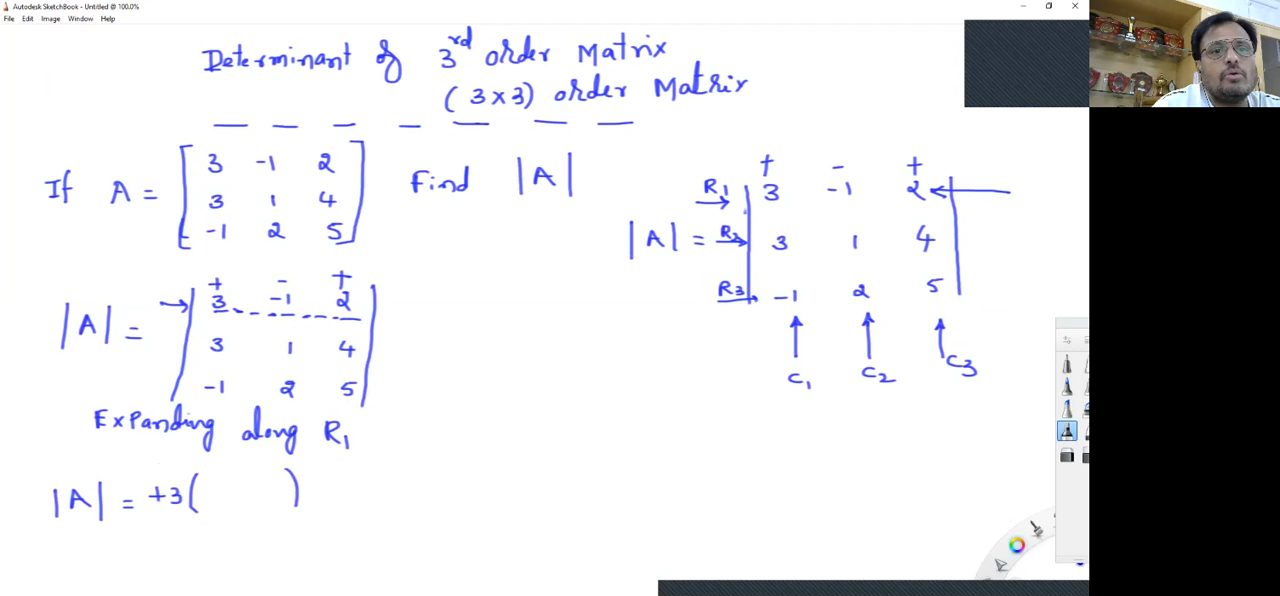 Autodesk SketchBook - Untitled @ 100.0%
File Edit Image Window Help
Determinant of 3rd order Matrix
(3×3) order Matrix
If A = [ 3 -1 2
3 1 4
-1 2 5 ] Find |A|
|A| = + - +
3 -1 2
3 1 4
-1 2 5
Expanding along R1
|A| = +3( )
+ - +
R1 3 -1 2
|A| = R2 3 1 4
R3 -1 2 5
C1 C2 C3